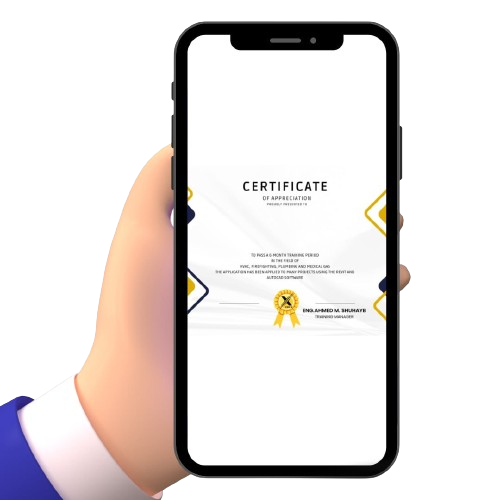 CERTIFICATE
OF APPRECIATION
PROUDLY PRESENTED TO
TO PASS A 6-MONTH TRAINING PERIOD
IN THE FIELD OF
HVAC, FIREFIGHTING, PLUMBING AND MEDICAL GAS
THE APPLICATION HAS BEEN APPLIED TO MANY PROJECTS USING THE REVIT AND
AUTOCAD SOFTWARE
ENG.AHMED M. SHUHAYB
TRAINING MANAGER